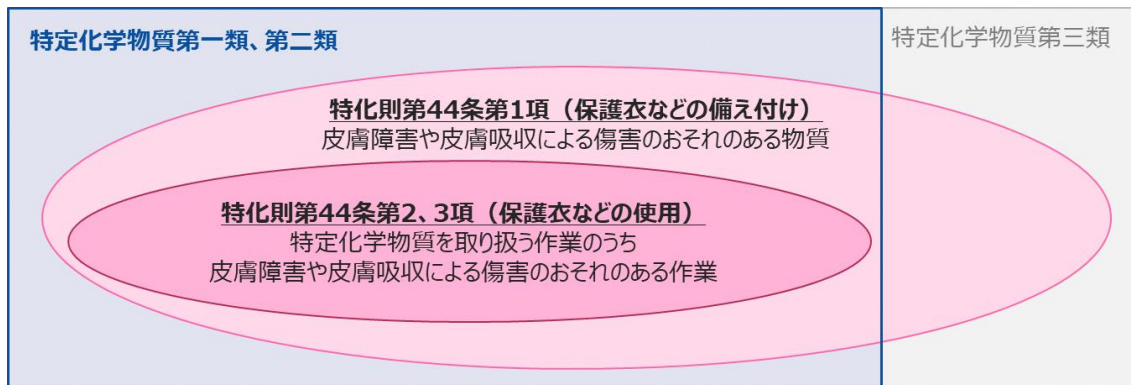 特定化学物質第一類、第二類
特定化学物質第三類
特化則第44条第1項（保護衣などの備え付け）
皮膚障害や皮膚吸収による傷害のおそれのある物質
特化則第44条第2、3項（保護衣などの使用）
特定化学物質を取り扱う作業のうち
皮膚障害や皮膚吸収による傷害のおそれのある作業